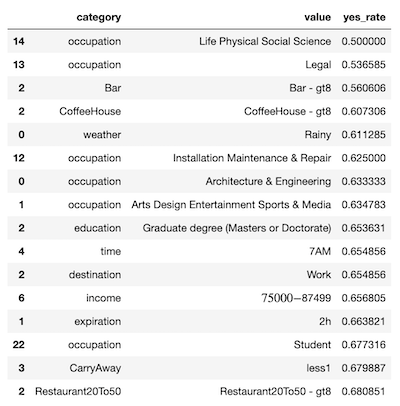 category value yes_rate
14 occupation Life Physical Social Science 0.500000
13 occupation Legal 0.536585
2 Bar Bar - gt8 0.560606
2 CoffeeHouse CoffeeHouse - gt8 0.607306
0 weather Rainy 0.611285
12 occupation Installation Maintenance & Repair 0.625000
0 occupation Architecture & Engineering 0.633333
1 occupation Arts Design Entertainment Sports & Media 0.634783
2 education Graduate degree (Masters or Doctorate) 0.653631
4 time 7AM 0.654856
2 destination Work 0.654856
6 income 75000−87499 0.656805
1 expiration 2h 0.663821
22 occupation Student 0.677316
3 CarryAway less1 0.679887
2 Restaurant20To50 Restaurant20To50 - gt8 0.680851